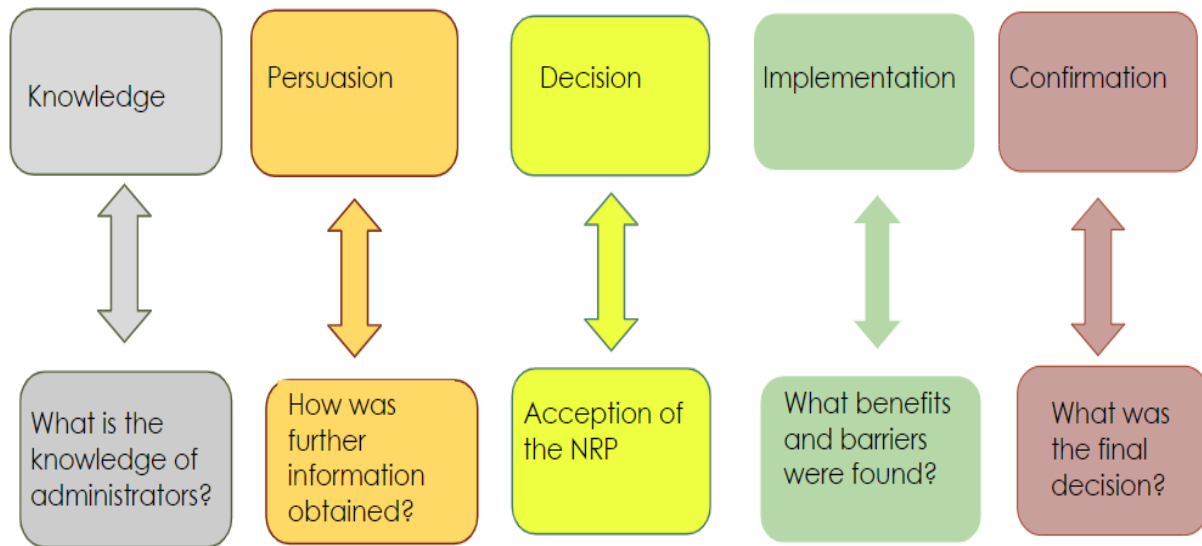 Knowledge
Persuasion
Decision
Implementation
Confirmation
What is the
knowledge of
administrators?
How was
further
information
obtained?
Acception of
the NRP
What benefits
and barriers
were found?
What was
the final
decision?